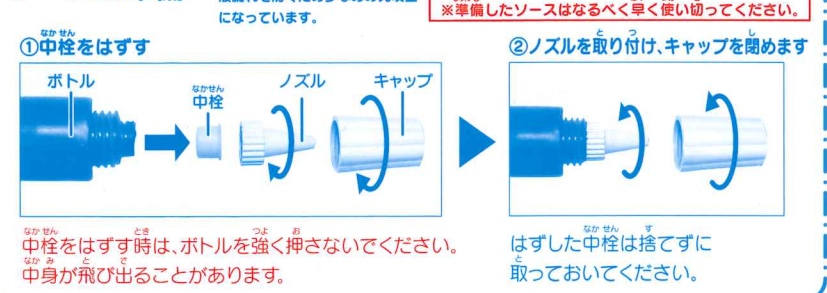 になっています。
※準備したソースはなるべく早く使い切ってください。
①中栓をはずす
ボトル
中栓
ノズル
キャップ
②ノズルを取り付け、キャップを閉めます
中栓をはずす時は、ボトルを強く押さないでください。
中身が飛び出ることがあります。
はずした中栓は捨てずに
取っておいてください。